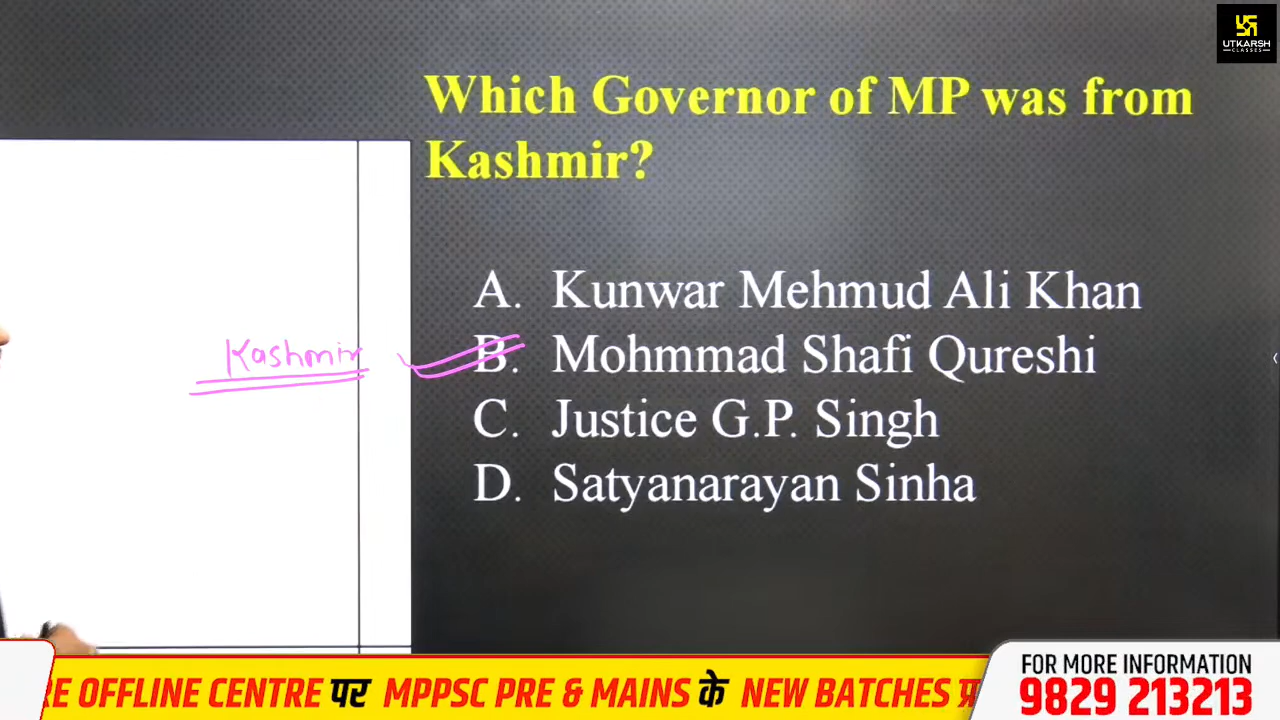 UTKARSH
CLASSES
Which Governor of MP was from
Kashmir?
A. Kunwar Mehmud Ali Khan
Kashmir
B. Mohmmad Shafi Qureshi
C. Justice G.P. Singh
D. Satyanarayan Sinha
RE OFFLINE CENTRE पर MPPSC PRE & MAINS के NEW BATCHES
FOR MORE INFORMATION
9829 213213